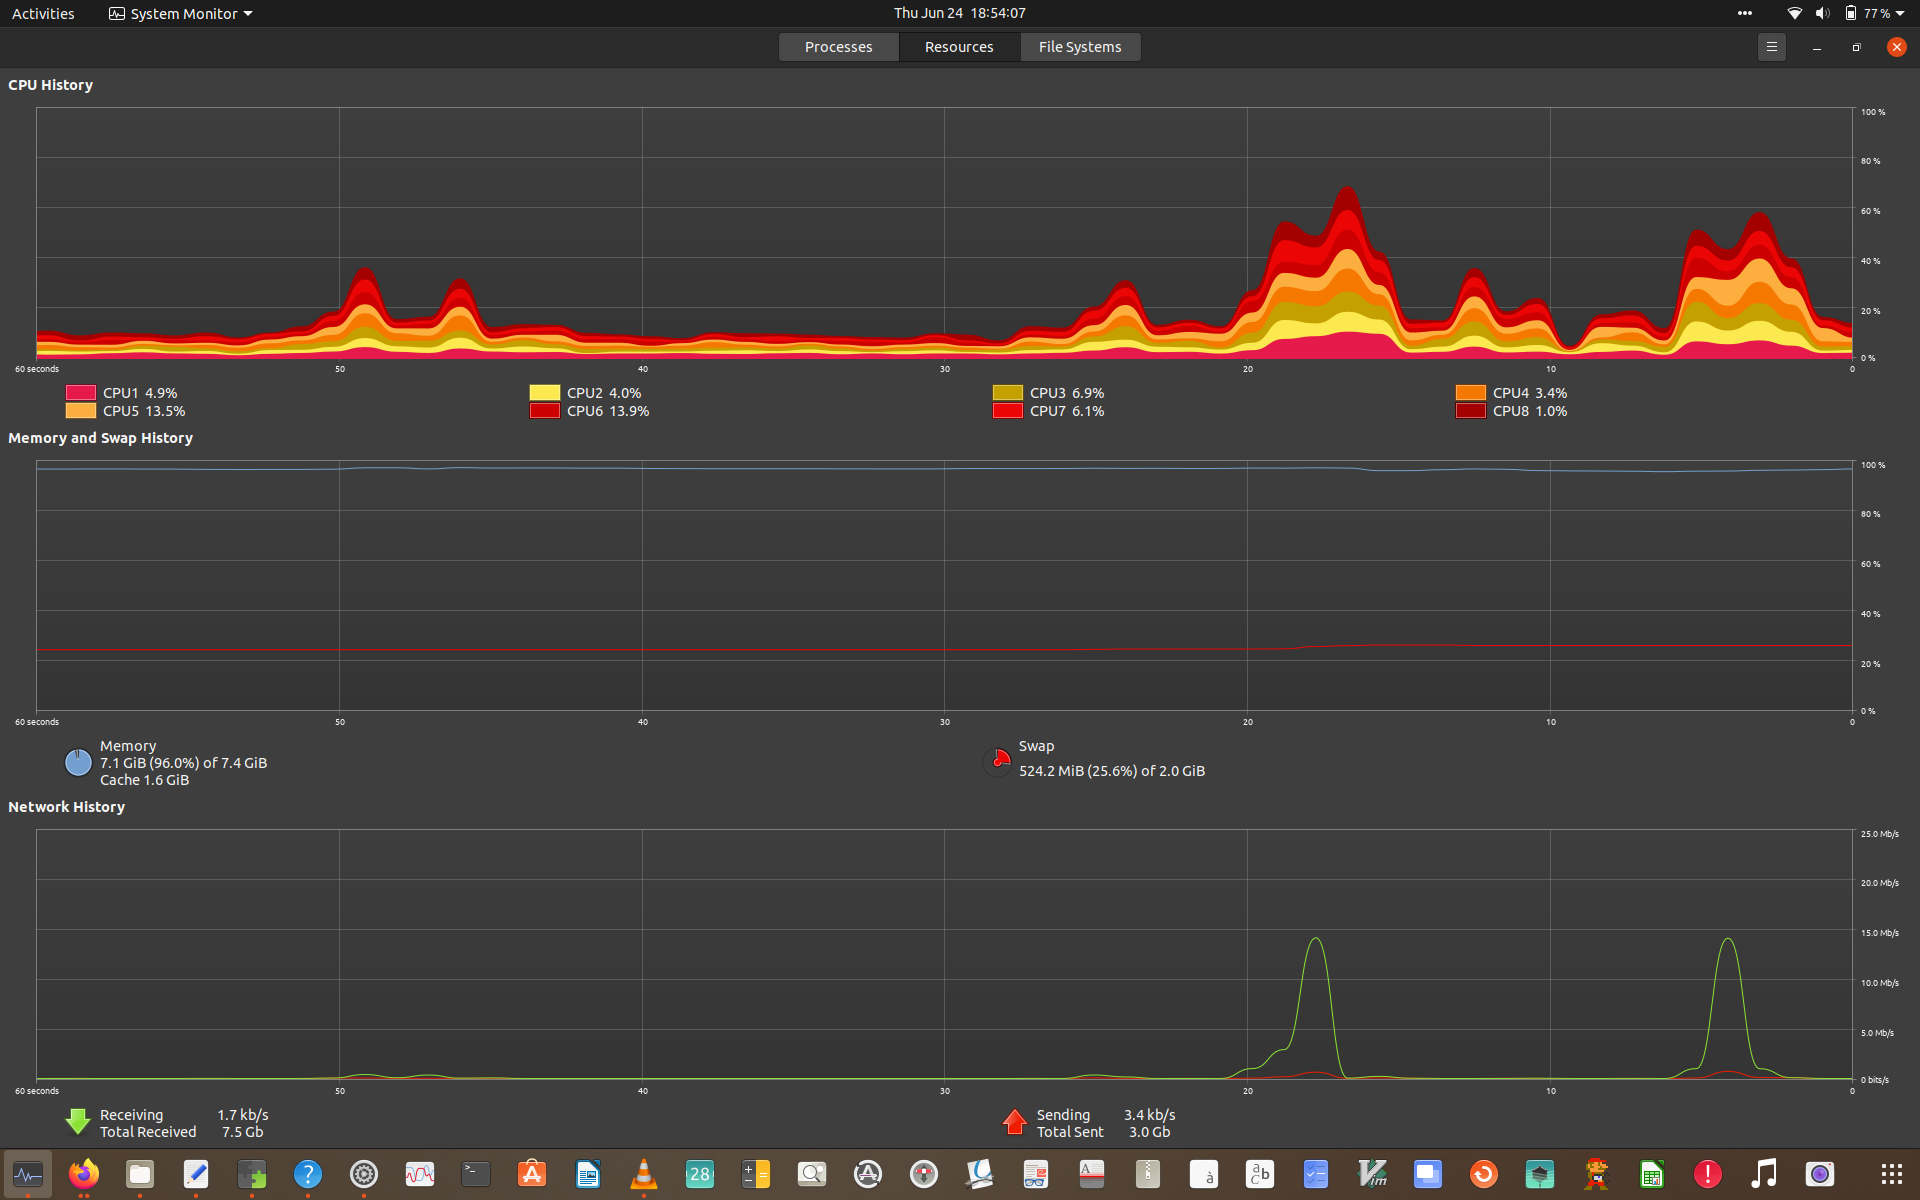 Activities System Monitor Thu Jun 24 18:54:07 77 %
Processes Resources File Systems
CPU History
100 %
80 %
60 %
40 %
20 %
0 %
60 seconds 50 40 30 20 10 0
CPU1 4.9% CPU2 4.0% CPU3 6.9% CPU4 3.4%
CPU5 13.5% CPU6 13.9% CPU7 6.1% CPU8 1.0%
Memory and Swap History
100 %
80 %
60 %
40 %
20 %
0 %
60 seconds 50 40 30 20 10 0
Memory
7.1 GiB (96.0%) of 7.4 GiB
Cache 1.6 GiB
Swap
524.2 MiB (25.6%) of 2.0 GiB
Network History
25.0 Mb/s
20.0 Mb/s
15.0 Mb/s
10.0 Mb/s
5.0 Mb/s
0 bits/s
60 seconds 50 40 30 20 10 0
Receiving 1.7 kb/s
Total Received 7.5 Gb
Sending 3.4 kb/s
Total Sent 3.0 Gb
? >_ A 28 A à a b c Vim !